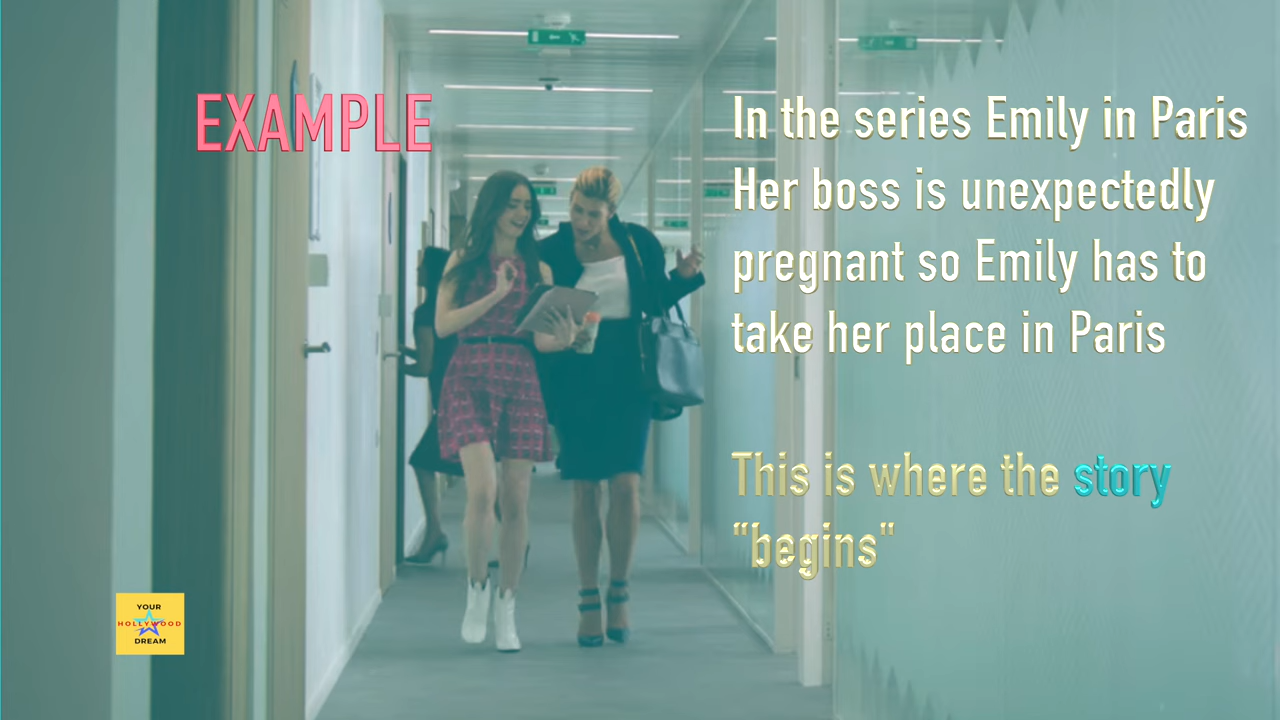 EXAMPLE
In the series Emily in Paris
Her boss is unexpectedly
pregnant so Emily has to
take her place in Paris
This is where the story
"begins"
YOUR
HOLLYWOOD
DREAM